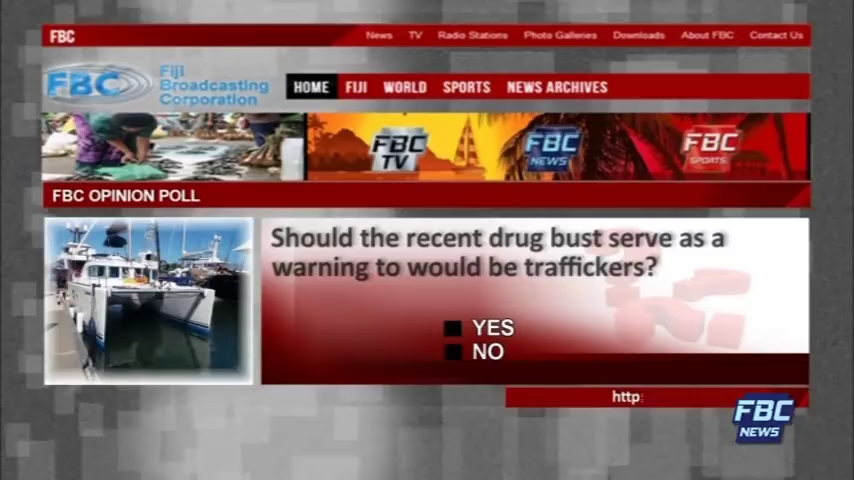 FBC
News TV Radio Stations Photo Galleries Downloads About FBC Contact Us
FBC
Fiji
Broadcasting
Corporation
HOME FIJI WORLD SPORTS NEWS ARCHIVES
FBC
TV
FBC
NEWS
FBC
SPORTS
FBC OPINION POLL
Should the recent drug bust serve as a
warning to would be traffickers?
YES
NO
http:
FBC
NEWS